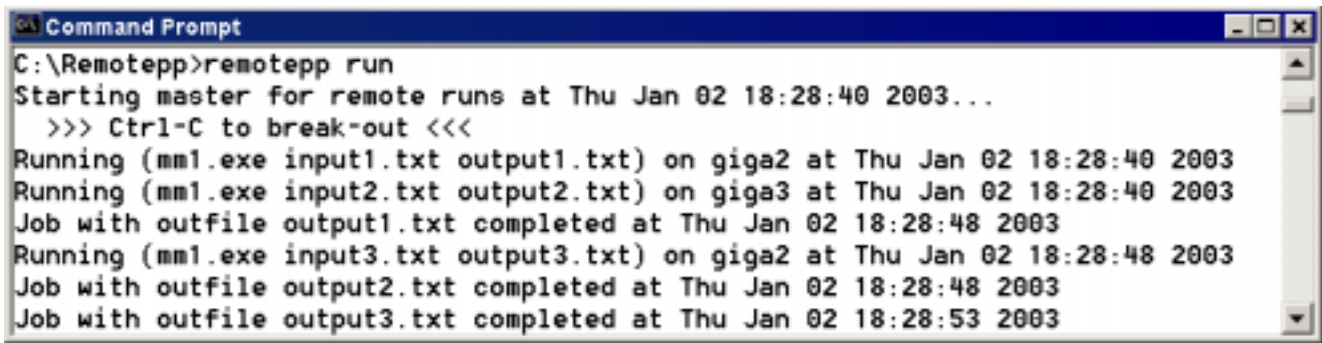 Command Prompt
C:\Remotepp>remotepp run
Starting master for remote runs at Thu Jan 02 18:28:40 2003...
>>> Ctrl-C to break-out <<<
Running (mm1.exe input1.txt output1.txt) on giga2 at Thu Jan 02 18:28:40 2003
Running (mm1.exe input2.txt output2.txt) on giga3 at Thu Jan 02 18:28:40 2003
Job with outfile output1.txt completed at Thu Jan 02 18:28:48 2003
Running (mm1.exe input3.txt output3.txt) on giga2 at Thu Jan 02 18:28:48 2003
Job with outfile output2.txt completed at Thu Jan 02 18:28:48 2003
Job with outfile output3.txt completed at Thu Jan 02 18:28:53 2003